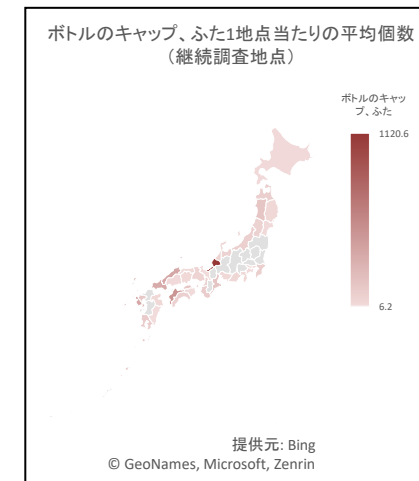 ボトルのキャップ、ふた1地点当たりの平均個数
（継続調査地点）
ボトルのキャッ
プ、ふた
1120.6
6.2
提供元: Bing
© GeoNames, Microsoft, Zenrin